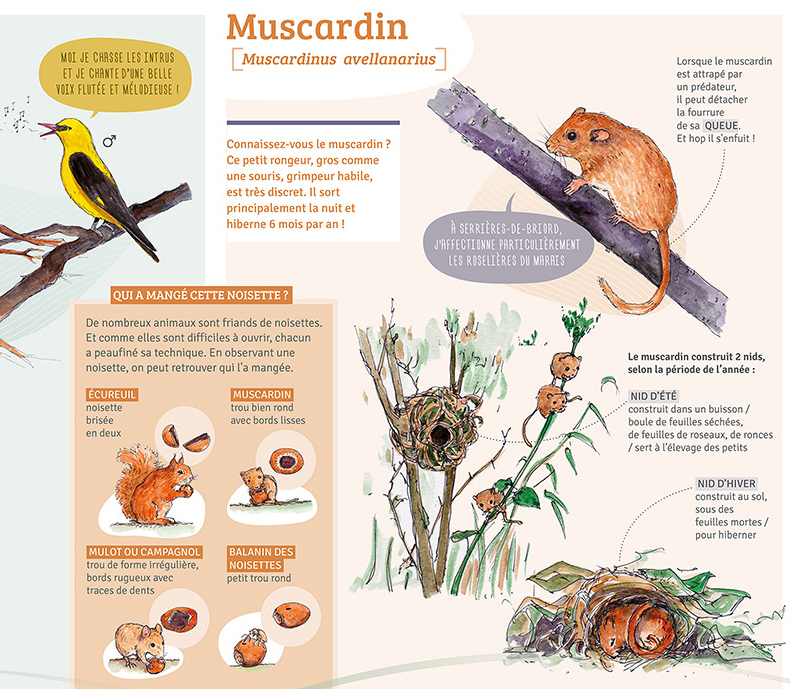 Muscardin
[Muscardinus avellanarius]
MOI JE CHASSE LES INTRUS
ET JE CHANTE D'UNE BELLE
VOIX FLUTÉE ET MÉLODIEUSE !
♂
Connaissez-vous le muscardin ?
Ce petit rongeur, gros comme
une souris, grimpeur habile,
est très discret. Il sort
principalement la nuit et
hiberne 6 mois par an !
Lorsque le muscardin
est attrapé par
un prédateur,
il peut détacher
la fourrure
de sa QUEUE.
Et hop il s'enfuit !
À SERRIÈRES-DE-BRIORD,
J'AFFECTIONNE PARTICULIÈREMENT
LES ROSELIÈRES DU MARAIS
QUI A MANGÉ CETTE NOISETTE ?
De nombreux animaux sont friands de noisettes.
Et comme elles sont difficiles à ouvrir, chacun
a peaufiné sa technique. En observant une
noisette, on peut retrouver qui l'a mangée.
ÉCUREUIL
noisette
brisée
en deux
MUSCARDIN
trou bien rond
avec bords lisses
MULOT OU CAMPAGNOL
trou de forme irrégulière,
bords rugueux avec
traces de dents
BALANIN DES
NOISETTES
petit trou rond
Le muscardin construit 2 nids,
selon la période de l'année :
NID D'ÉTÉ
construit dans un buisson /
boule de feuilles séchées,
de feuilles de roseaux, de ronces
/ sert à l'élevage des petits
NID D'HIVER
construit au sol,
sous des
feuilles mortes /
pour hiberner